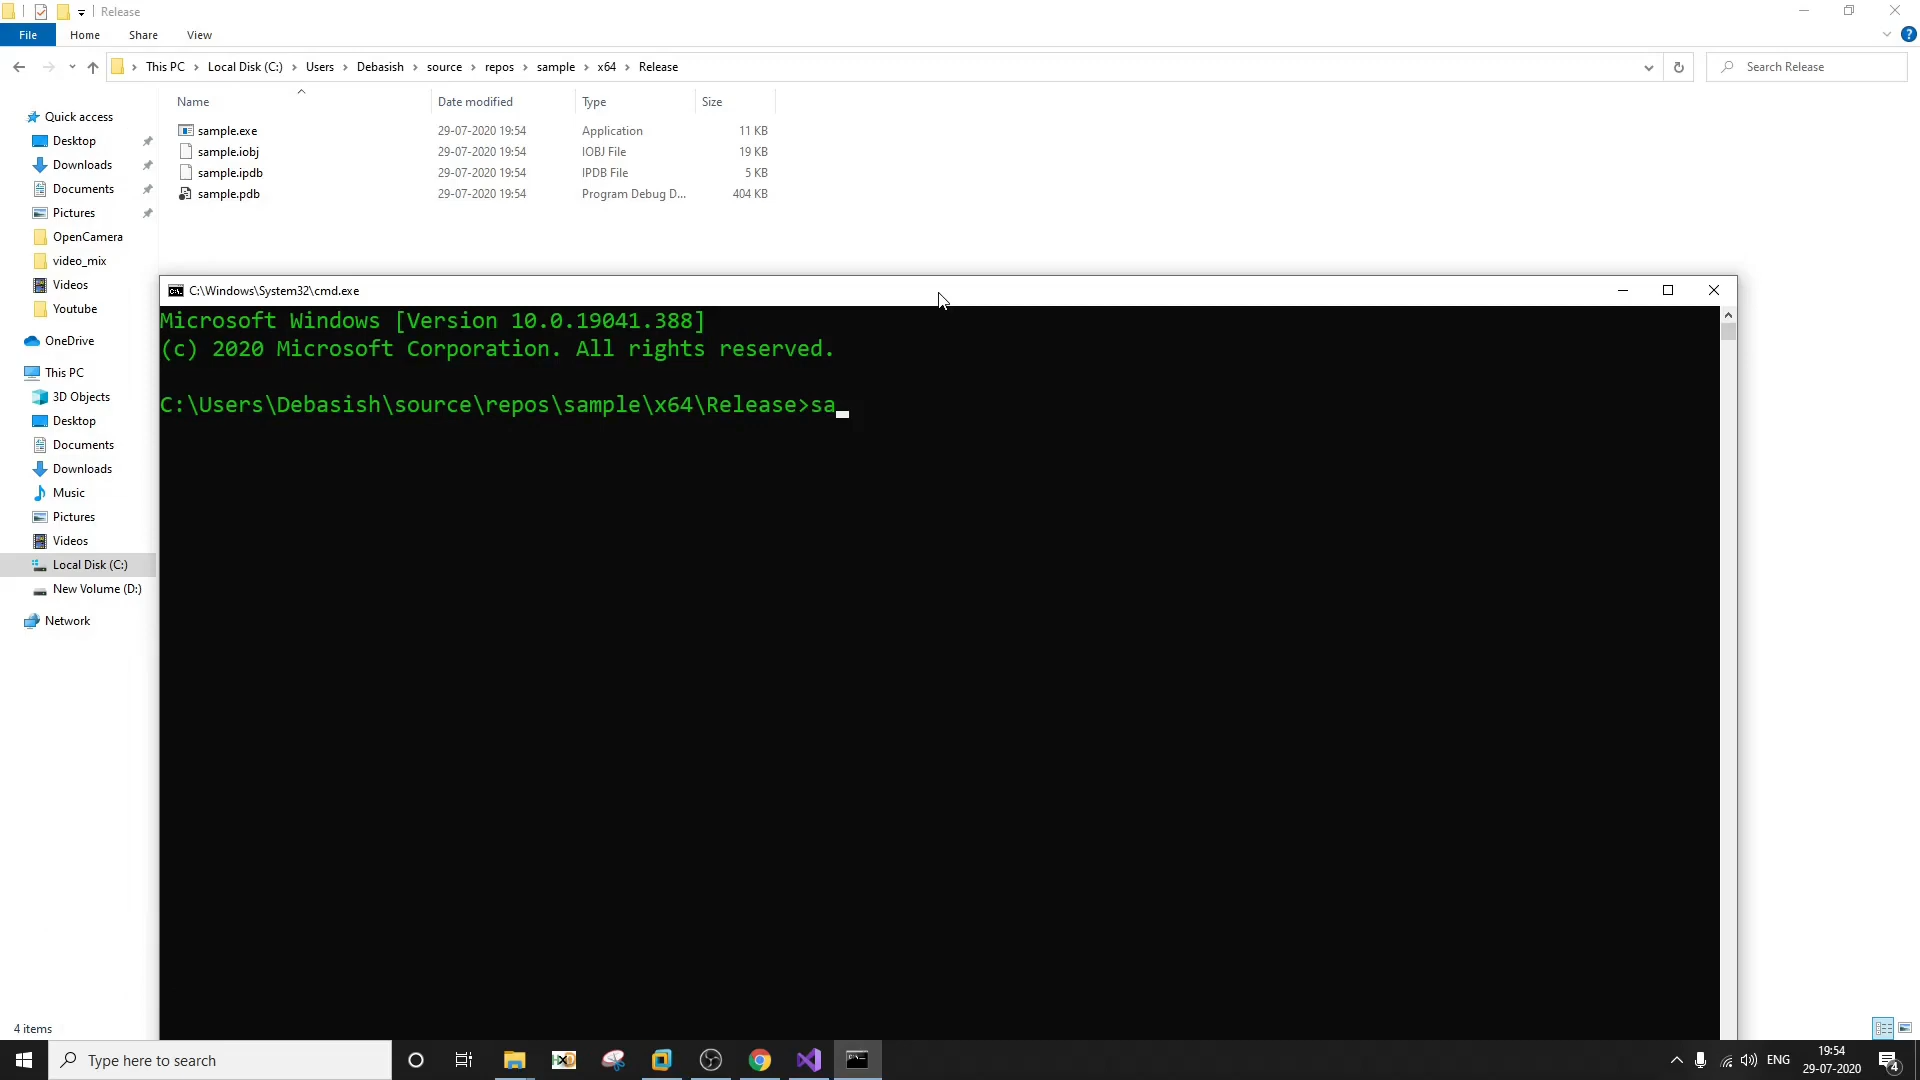 Release
File Home Share View
This PC Local Disk (C:) Users Debasish source repos sample x64 Release
Search Release
Name Date modified Type Size
sample.exe 29-07-2020 19:54 Application 11 KB
sample.iobj 29-07-2020 19:54 IOBJ File 19 KB
sample.ipdb 29-07-2020 19:54 IPDB File 5 KB
sample.pdb 29-07-2020 19:54 Program Debug D... 404 KB
Quick access
Desktop
Downloads
Documents
Pictures
OpenCamera
video_mix
Videos
Youtube
OneDrive
This PC
3D Objects
Desktop
Documents
Downloads
Music
Pictures
Videos
Local Disk (C:)
New Volume (D:)
Network
4 items
C:\Windows\System32\cmd.exe
Microsoft Windows [Version 10.0.19041.388]
(c) 2020 Microsoft Corporation. All rights reserved.
C:\Users\Debasish\source\repos\sample\x64\Release>sa
Type here to search
ENG
19:54
29-07-2020
4